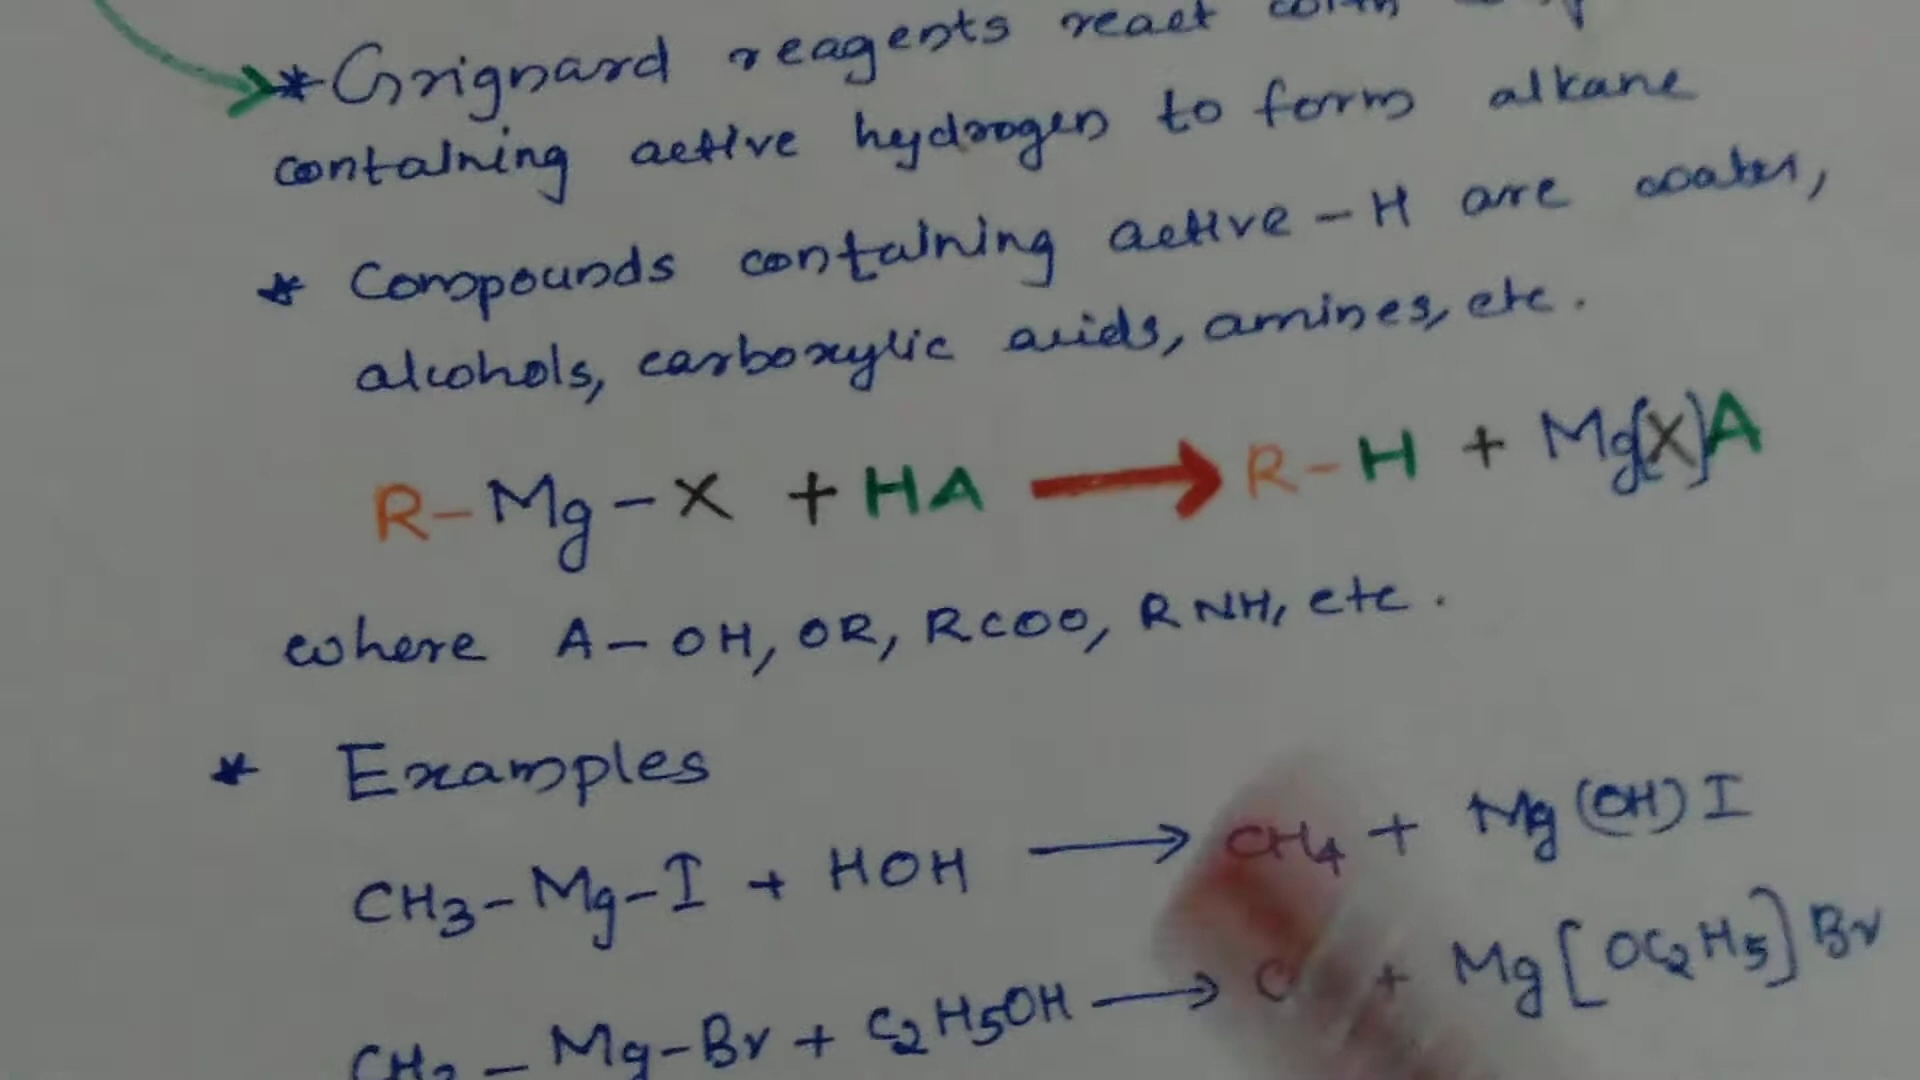 * Grignard reagents react with
containing active hydrogen to form alkane
* Compounds containing active - H are water,
alcohols, carboxylic acids, amines, etc.
R - Mg - X + HA → R - H + Mg[X]A
where A - OH, OR, RCOO, RNH, etc.
* Examples
CH3 - Mg - I + HOH → CH4 + Mg(OH)I
CH3 - Mg - Br + C2H5OH → C + Mg[OC2H5]Br